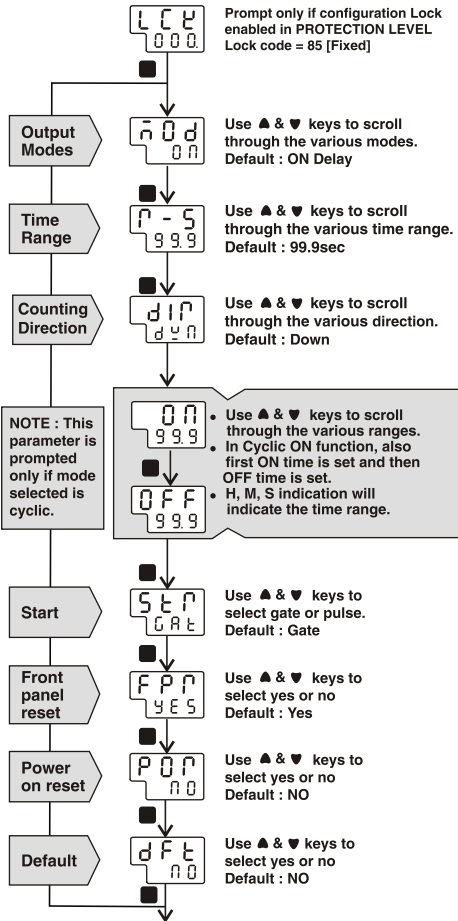 LCK
000.
Prompt only if configuration Lock
enabled in PROTECTION LEVEL
Lock code = 85 [Fixed]
Output
Modes
m0d
0n
Use ▲ & ▼ keys to scroll
through the various modes.
Default : ON Delay
Time
Range
r-S
99.9
Use ▲ & ▼ keys to scroll
through the various time range.
Default : 99.9sec
Counting
Direction
dIr
dyn
Use ▲ & ▼ keys to scroll
through the various direction.
Default : Down
NOTE : This
parameter is
prompted
only if mode
selected is
cyclic.
0n
99.9
OFF
99.9
• Use ▲ & ▼ keys to scroll
through the various ranges.
• In Cyclic ON function, also
first ON time is set and then
OFF time is set.
• H, M, S indication will
indicate the time range.
Start
Str
GAt
Use ▲ & ▼ keys to
select gate or pulse.
Default : Gate
Front
panel
reset
FPr
YES
Use ▲ & ▼ keys to
select yes or no
Default : Yes
Power
on reset
POr
n0
Use ▲ & ▼ keys to
select yes or no
Default : NO
Default
dFt
n0
Use ▲ & ▼ keys to
select yes or no
Default : NO